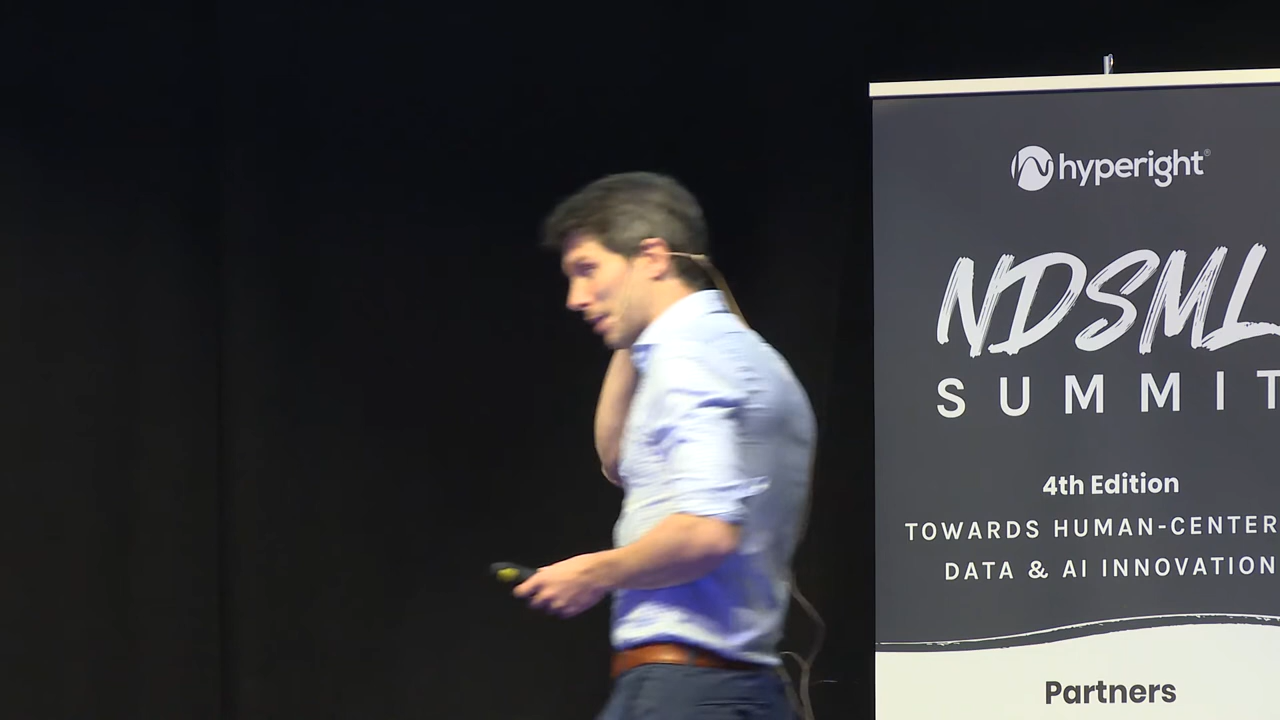 hyperight®
NDSML
SUMMIT
4th Edition
TOWARDS HUMAN-CENTER
DATA & AI INNOVATION
Partners